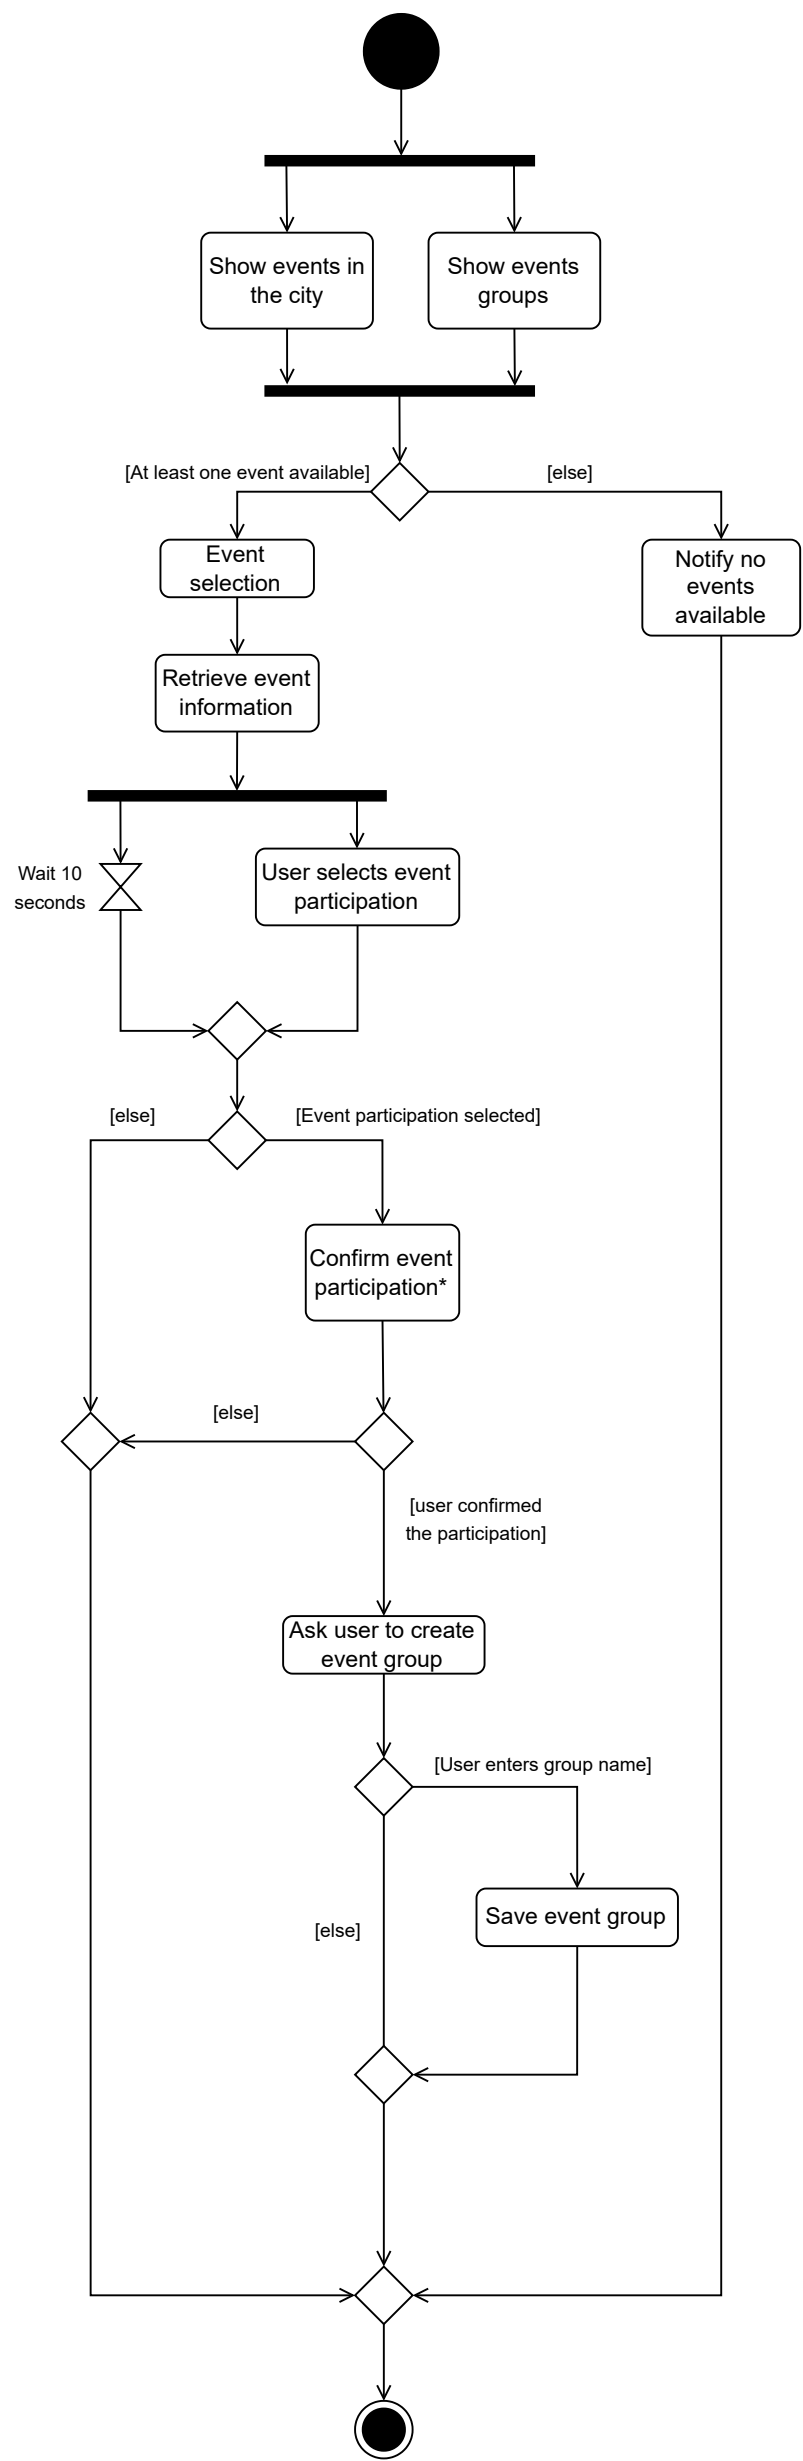 Show events in
the city
Show events
groups
[At least one event available]
[else]
Event
selection
Notify no
events
available
Retrieve event
information
Wait 10
seconds
User selects event
participation
[else]
[Event participation selected]
Confirm event
participation*
[else]
[user confirmed
the participation]
Ask user to create
event group
[User enters group name]
Save event group
[else]